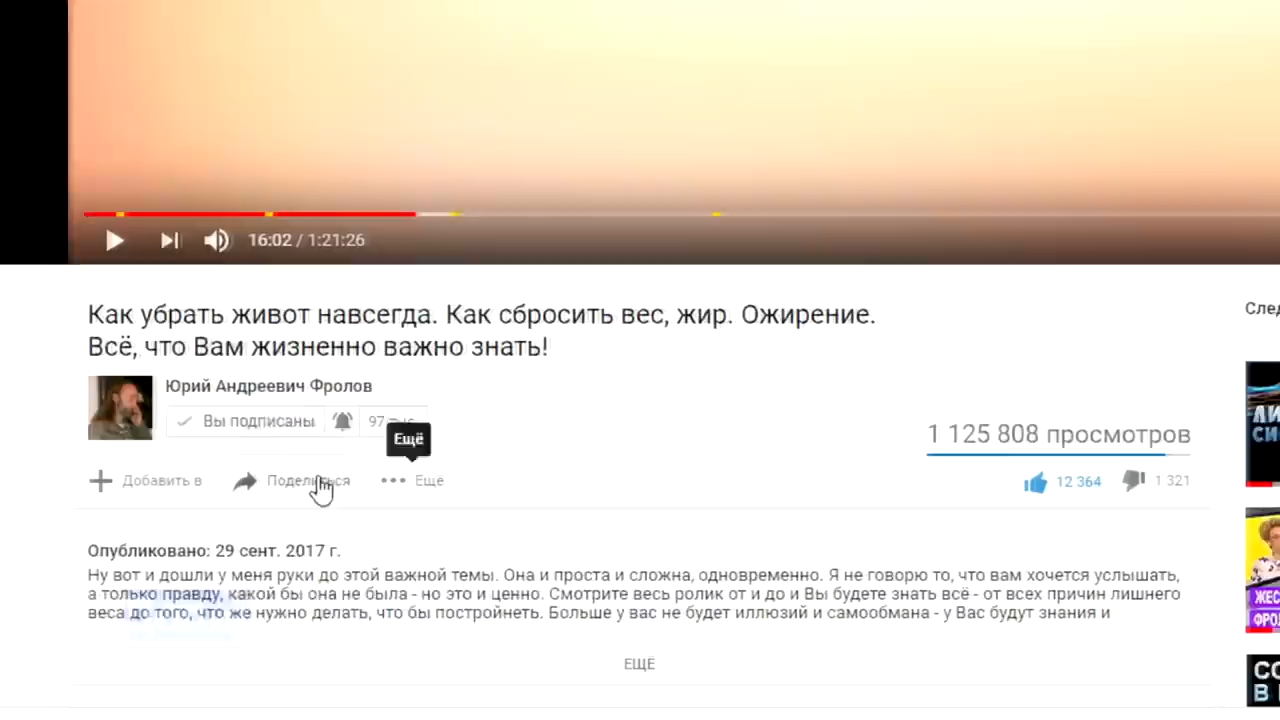 16:02 / 1:21:26
Как убрать живот навсегда. Как сбросить вес, жир. Ожирение.
Всё, что Вам жизненно важно знать!
Юрий Андреевич Фролов
Вы подписаны
Ещё
1 125 808 просмотров
Добавить в
Поделиться
Ещё
12 364
1 321
Опубликовано: 29 сент. 2017 г.
Ну вот и дошли у меня руки до этой важной темы. Она и проста и сложна, одновременно. Я не говорю то, что вам хочется услышать,
а только правду, какой бы она не была - но это и ценно. Смотрите весь ролик от и до и Вы будете знать всё - от всех причин лишнего
веса до того, что же нужно делать, что бы постройнеть. Больше у вас не будет иллюзий и самообмана - у Вас будут знания и
ЕЩЁ
След
ЖЕС
ФРО
СО
В